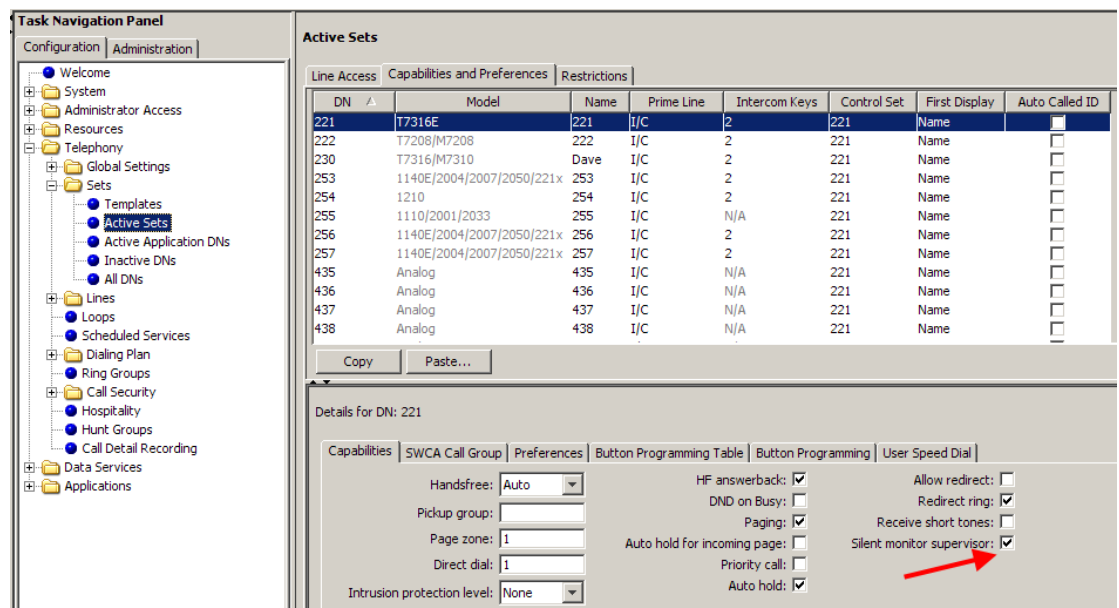 Task Navigation Panel
Configuration Administration
Welcome
System
Administrator Access
Resources
Telephony
Global Settings
Sets
Templates
Active Sets
Active Application DNs
Inactive DNs
All DNs
Lines
Loops
Scheduled Services
Dialing Plan
Ring Groups
Call Security
Hospitality
Hunt Groups
Call Detail Recording
Data Services
Applications
Active Sets
Line Access Capabilities and Preferences Restrictions
DN Model Name Prime Line Intercom Keys Control Set First Display Auto Called ID
221 T7316E 221 I/C 2 221 Name
222 T7208/M7208 222 I/C 2 221 Name
230 T7316/M7310 Dave I/C 2 221 Name
253 1140E/2004/2007/2050/221x 253 I/C 2 221 Name
254 1210 254 I/C 2 221 Name
255 1110/2001/2033 255 I/C N/A 221 Name
256 1140E/2004/2007/2050/221x 256 I/C 2 221 Name
257 1140E/2004/2007/2050/221x 257 I/C 2 221 Name
435 Analog 435 I/C N/A 221 Name
436 Analog 436 I/C N/A 221 Name
437 Analog 437 I/C N/A 221 Name
438 Analog 438 I/C N/A 221 Name
Copy Paste...
Details for DN: 221
Capabilities SWCA Call Group Preferences Button Programming Table Button Programming User Speed Dial
Handsfree: Auto
Pickup group:
Page zone: 1
Direct dial: 1
Intrusion protection level: None
HF answerback:
DND on Busy:
Paging:
Auto hold for incoming page:
Priority call:
Auto hold:
Allow redirect:
Redirect ring:
Receive short tones:
Silent monitor supervisor: